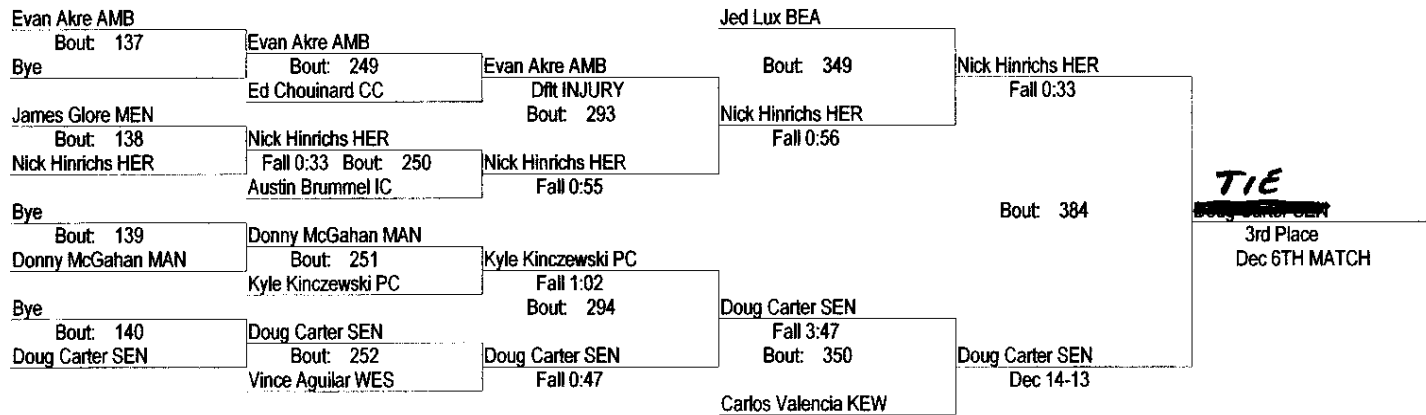 Evan Akre AMB
Jed Lux BEA
Bout: 137
Evan Akre AMB
Bye
Bout: 249
Evan Akre AMB
Bout: 349
Nick Hinrichs HER
Ed Chouinard CC
Dflt INJURY
Fall 0:33
James Glore MEN
Bout: 293
Nick Hinrichs HER
Bout: 138
Nick Hinrichs HER
Fall 0:56
Nick Hinrichs HER
Fall 0:33 Bout: 250
Nick Hinrichs HER
Austin Brummel IC
Fall 0:55
TIE
Bye
Bout: 384
Doug Carter SEN
Bout: 139
Donny McGahan MAN
3rd Place
Donny McGahan MAN
Bout: 251
Kyle Kinczewski PC
Dec 6TH MATCH
Kyle Kinczewski PC
Fall 1:02
Bye
Bout: 294
Doug Carter SEN
Bout: 140
Doug Carter SEN
Fall 3:47
Doug Carter SEN
Bout: 252
Doug Carter SEN
Bout: 350
Doug Carter SEN
Vince Aguilar WES
Fall 0:47
Dec 14-13
Carlos Valencia KEW